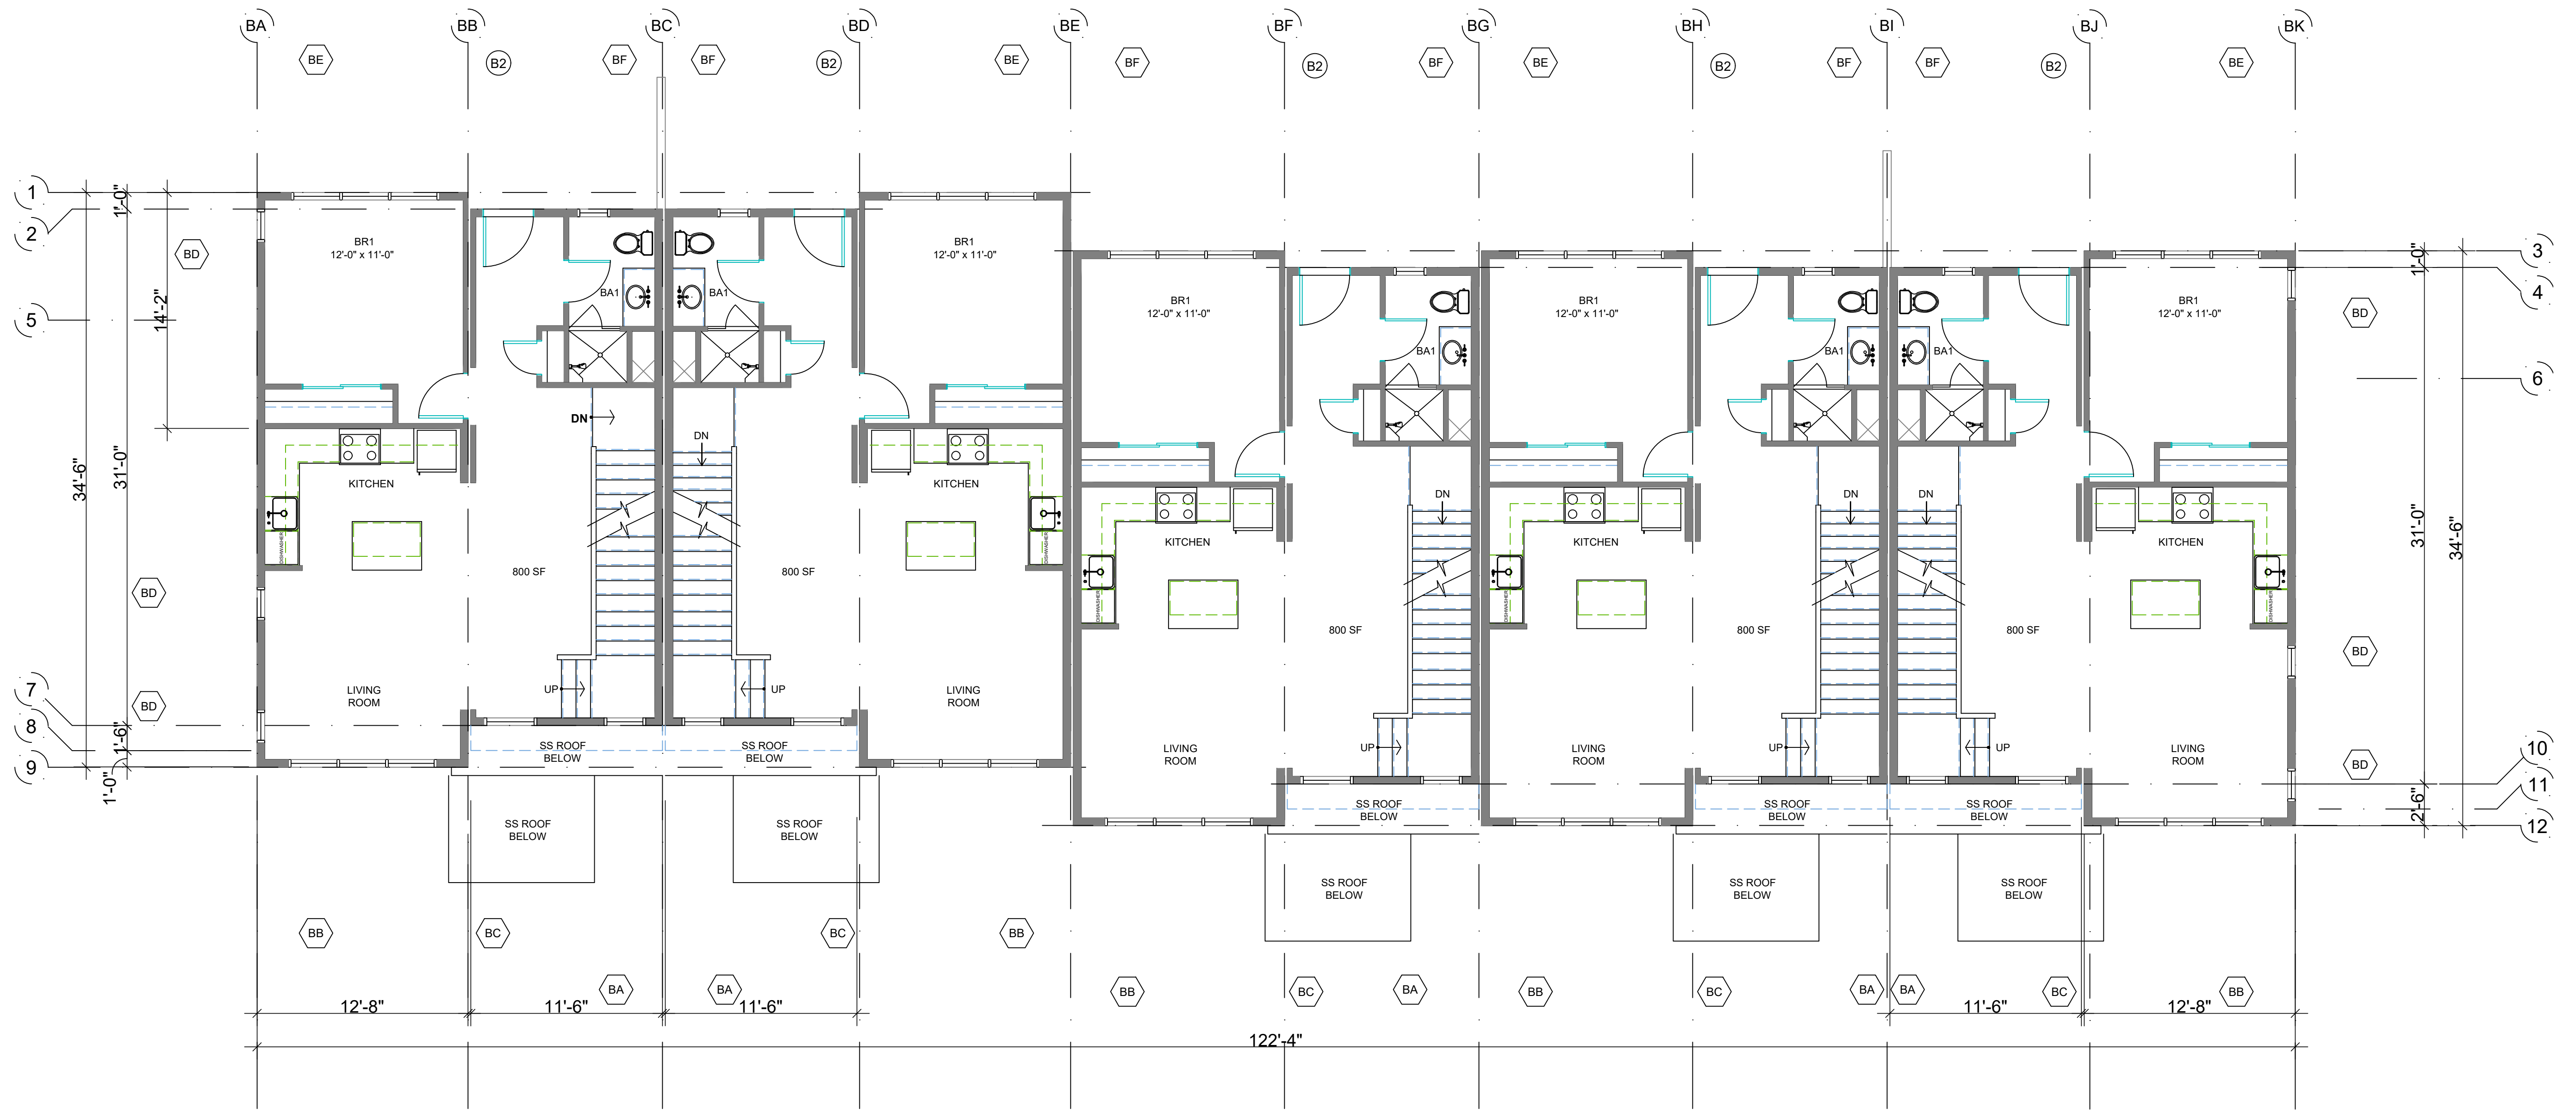 BA BB BC BD BE BF BG BH BI BJ BK
BE B2 BF BF B2 BE BF B2 BF BE B2 BF BF B2 BE
1
2
5
7
8
9
3
4
6
10
11
12
1'-0"
14'-2"
34'-6"
31'-0"
1'-6"
1'-0"
1'-0"
31'-0"
34'-6"
2'-6"
BD
BD
BD
BD
BD
BD
BR1
12'-0" x 11'-0"
BA1
DN
KITCHEN
DISHWASHER
800 SF
LIVING
ROOM
UP
SS ROOF
BELOW
SS ROOF
BELOW
BA1
DN
800 SF
UP
BR1
12'-0" x 11'-0"
KITCHEN
DISHWASHER
LIVING
ROOM
SS ROOF
BELOW
SS ROOF
BELOW
BR1
12'-0" x 11'-0"
BA1
DN
KITCHEN
DISHWASHER
800 SF
LIVING
ROOM
UP
SS ROOF
BELOW
SS ROOF
BELOW
BR1
12'-0" x 11'-0"
BA1
DN
KITCHEN
DISHWASHER
800 SF
LIVING
ROOM
UP
SS ROOF
BELOW
SS ROOF
BELOW
BA1
DN
800 SF
UP
BR1
12'-0" x 11'-0"
KITCHEN
DISHWASHER
LIVING
ROOM
SS ROOF
BELOW
SS ROOF
BELOW
BB BC BC BB
BA BA BB BC BA BB BC BA BA BC BB
12'-8" 11'-6" 11'-6" 11'-6" 12'-8"
122'-4"